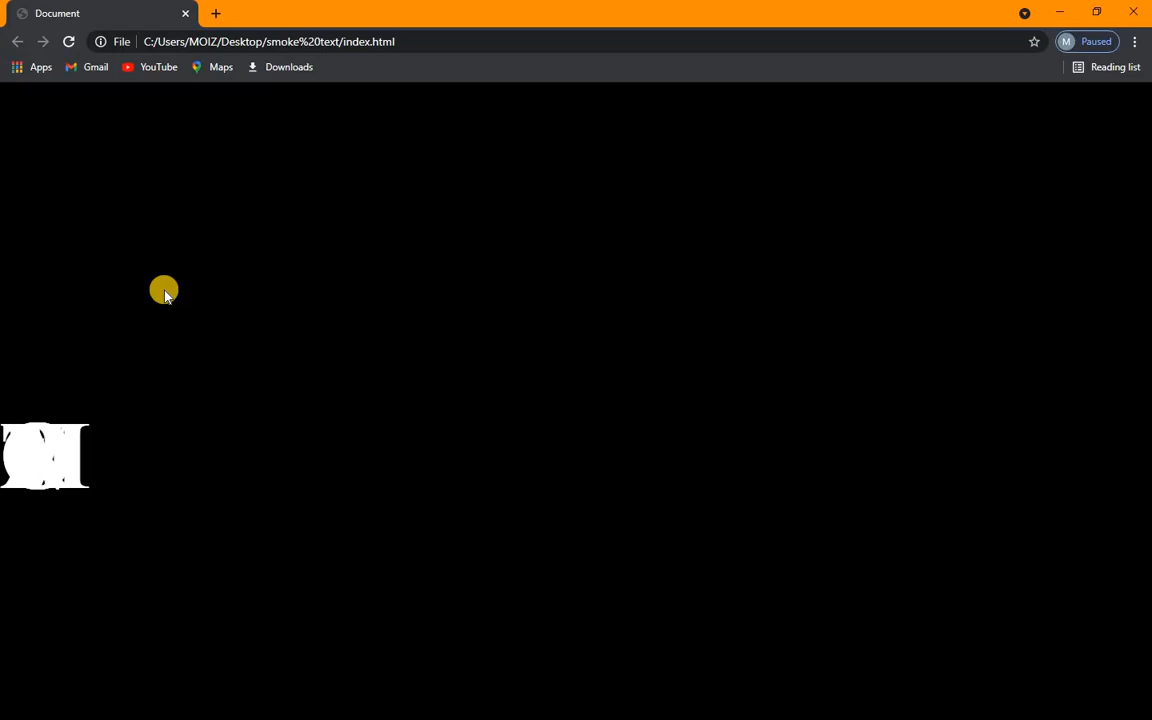 Document
File
C:/Users/MOIZ/Desktop/smoke%20text/index.html
M Paused
Apps Gmail YouTube Maps Downloads
Reading list